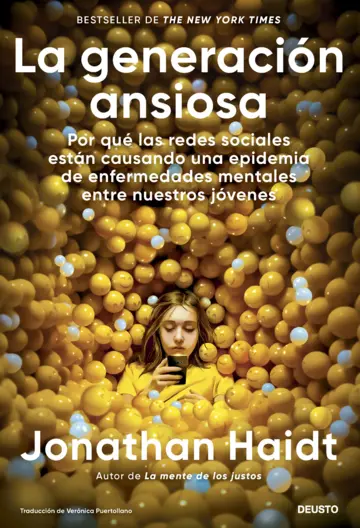 BESTSELLER DE THE NEW YORK TIMES
La generación
ansiosa
Por qué las redes sociales
están causando una epidemia
de enfermedades mentales
entre nuestros jóvenes
Jonathan Haidt
Autor de La mente de los justos
Traducción de Verónica Puertollano
DEUSTO